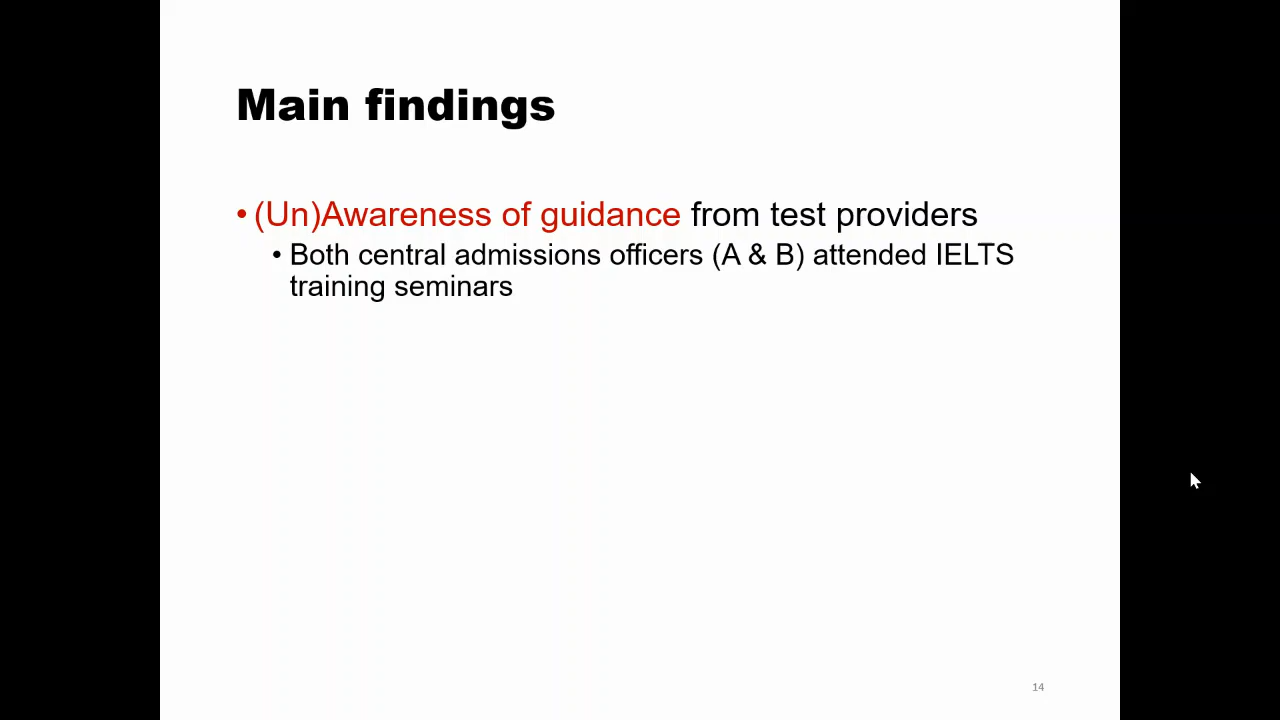 Main findings
• (Un)Awareness of guidance from test providers
• Both central admissions officers (A & B) attended IELTS
training seminars
14